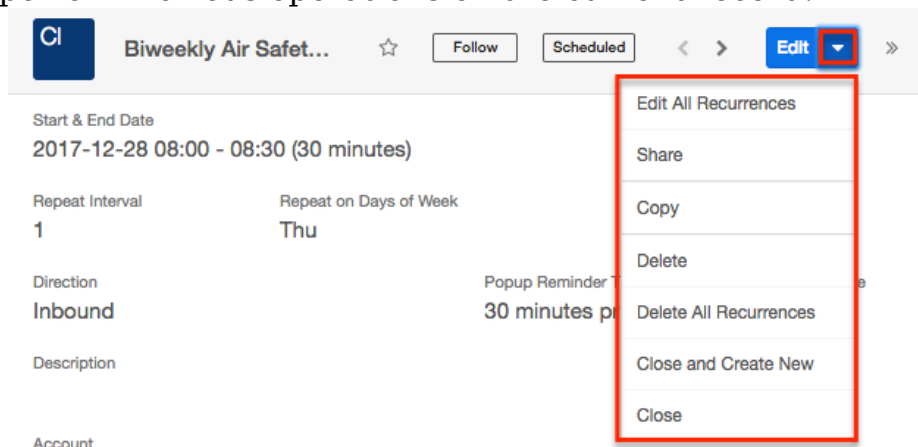 Cl Biweekly Air Safet... Follow Scheduled Edit
Edit All Recurrences
Start & End Date
2017-12-28 08:00 - 08:30 (30 minutes)
Share
Repeat Interval Repeat on Days of Week
Copy
1 Thu
Delete
Direction Popup Reminder T e
Inbound 30 minutes pr
Delete All Recurrences
Description
Close and Create New
Close
Account